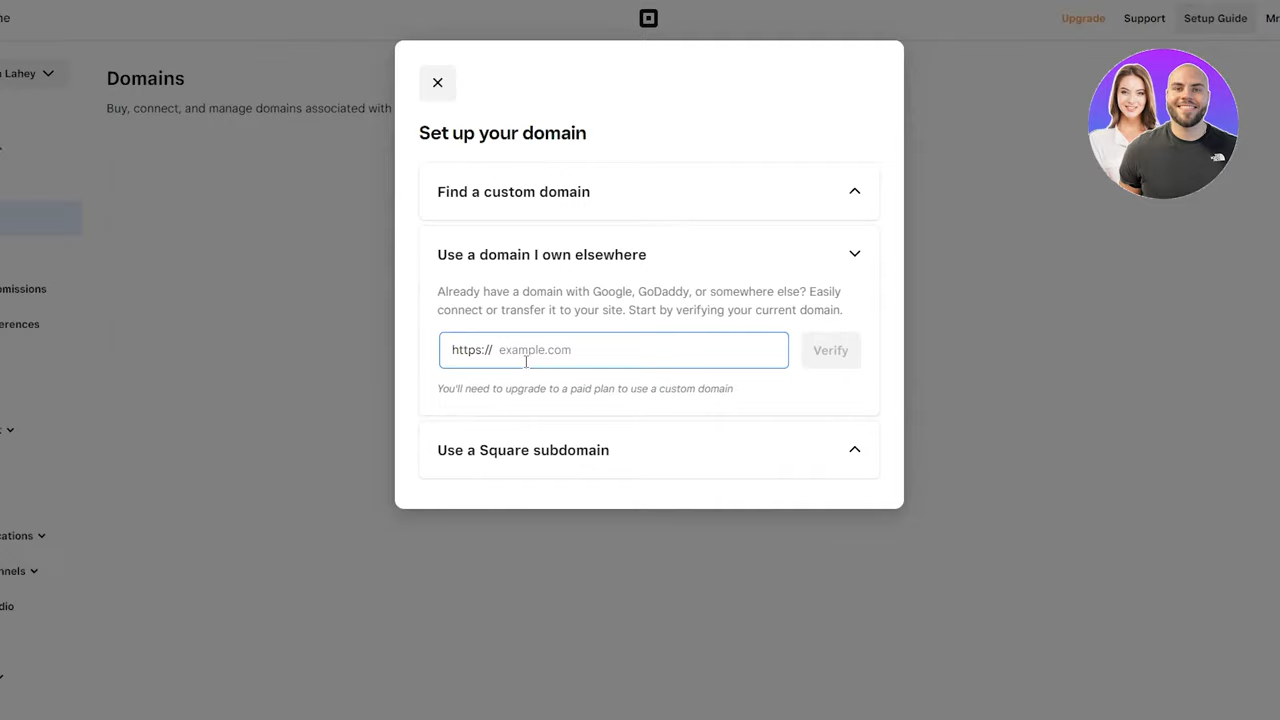 Upgrade
Support
Setup Guide
Lahey
Domains
Buy, connect, and manage domains associated with
Set up your domain
Find a custom domain
Use a domain I own elsewhere
Already have a domain with Google, GoDaddy, or somewhere else? Easily
connect or transfer it to your site. Start by verifying your current domain.
https:// example.com
Verify
You'll need to upgrade to a paid plan to use a custom domain
Use a Square subdomain